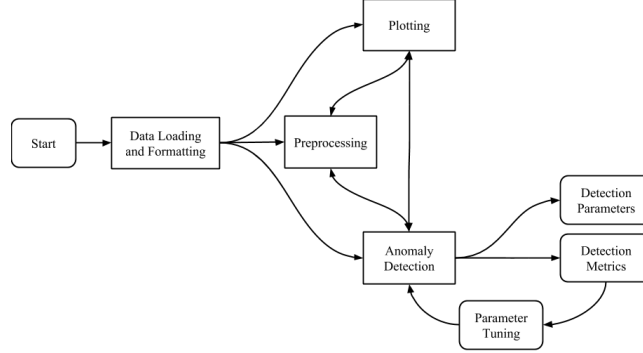 Plotting
Start
Data Loading
and Formatting
Preprocessing
Detection
Parameters
Anomaly
Detection
Detection
Metrics
Parameter
Tuning